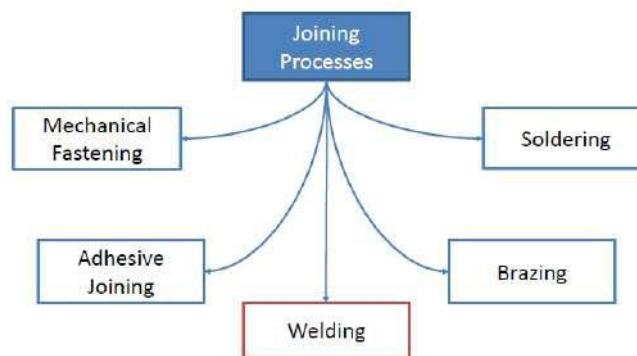 Joining
Processes
Mechanical
Fastening
Soldering
Adhesive
Joining
Brazing
Welding